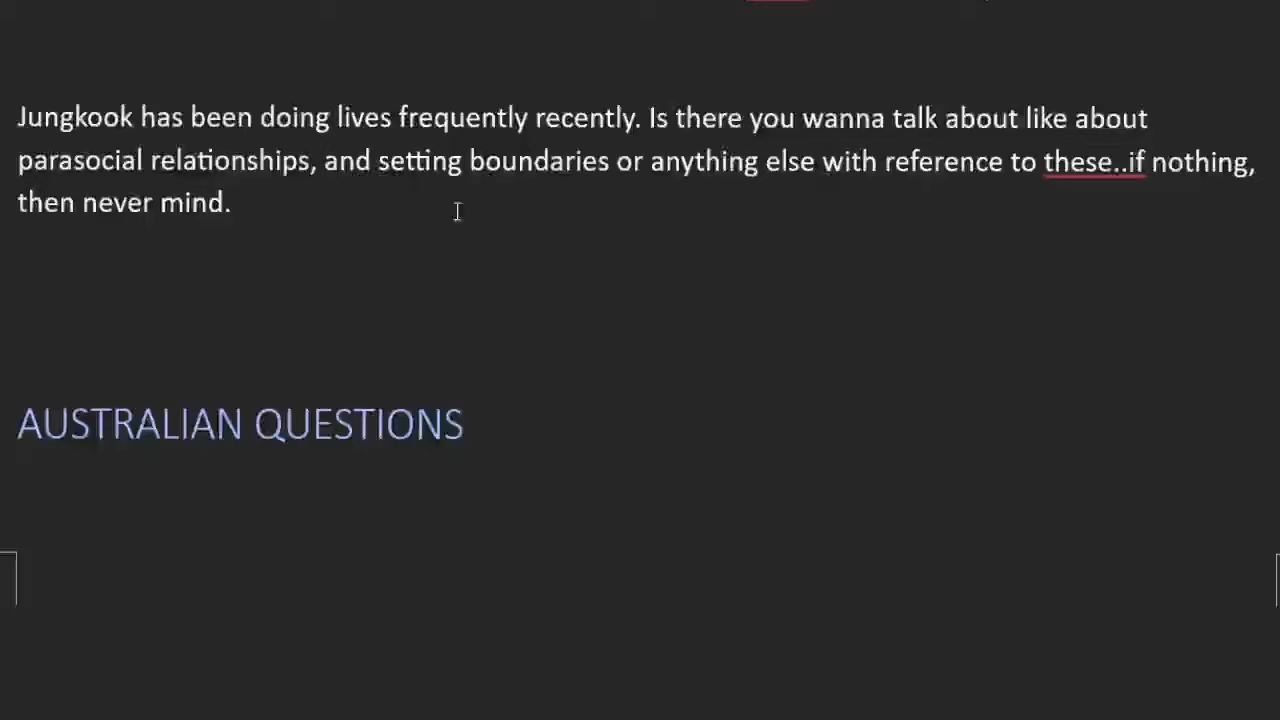 Jungkook has been doing lives frequently recently. Is there you wanna talk about like about
parasocial relationships, and setting boundaries or anything else with reference to these..if nothing,
then never mind.
AUSTRALIAN QUESTIONS